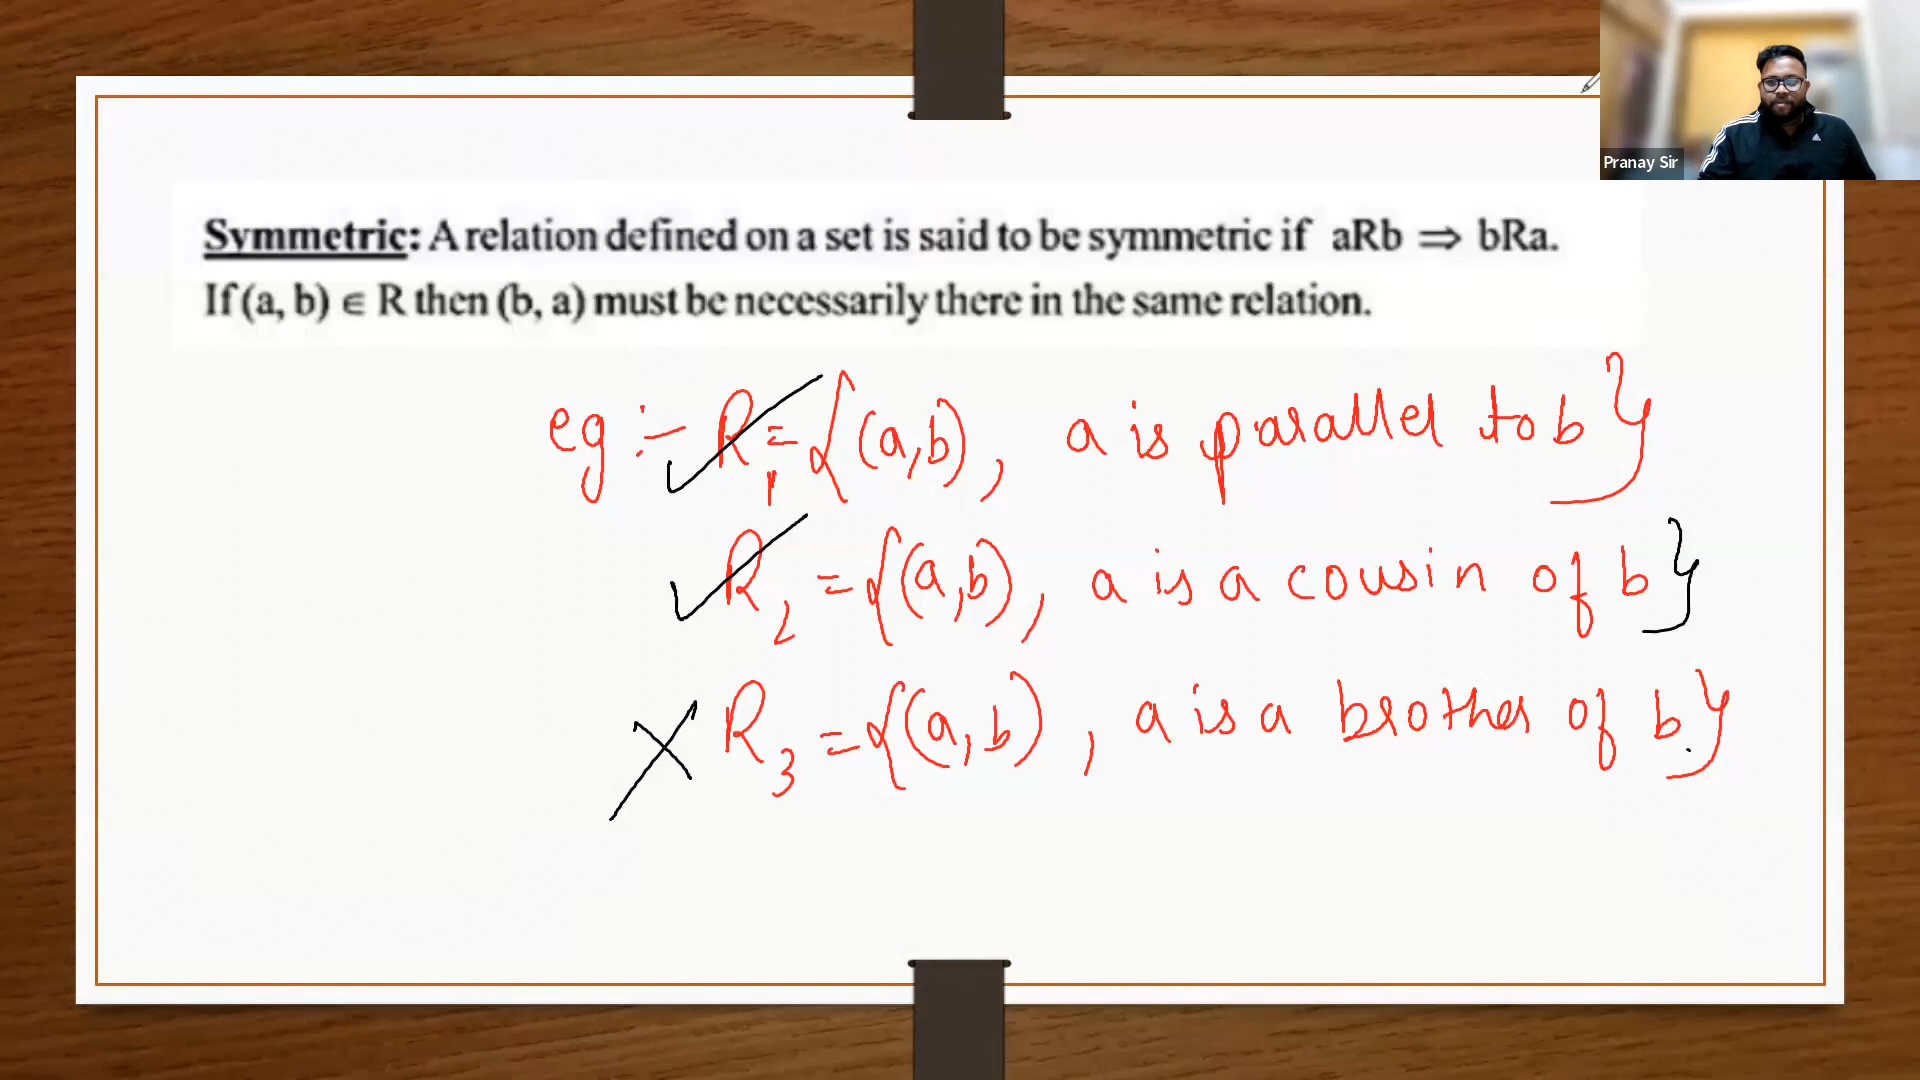 Pranay Sir
Symmetric: A relation defined on a set is said to be symmetric if aRb ⇒ bRa.
If (a, b) ∈ R then (b, a) must be necessarily there in the same relation.
eg :- R₁ = {(a,b), a is parallel to b}
R₂ = {(a,b), a is a cousin of b}
R₃ = {(a,b), a is a brother of b.}